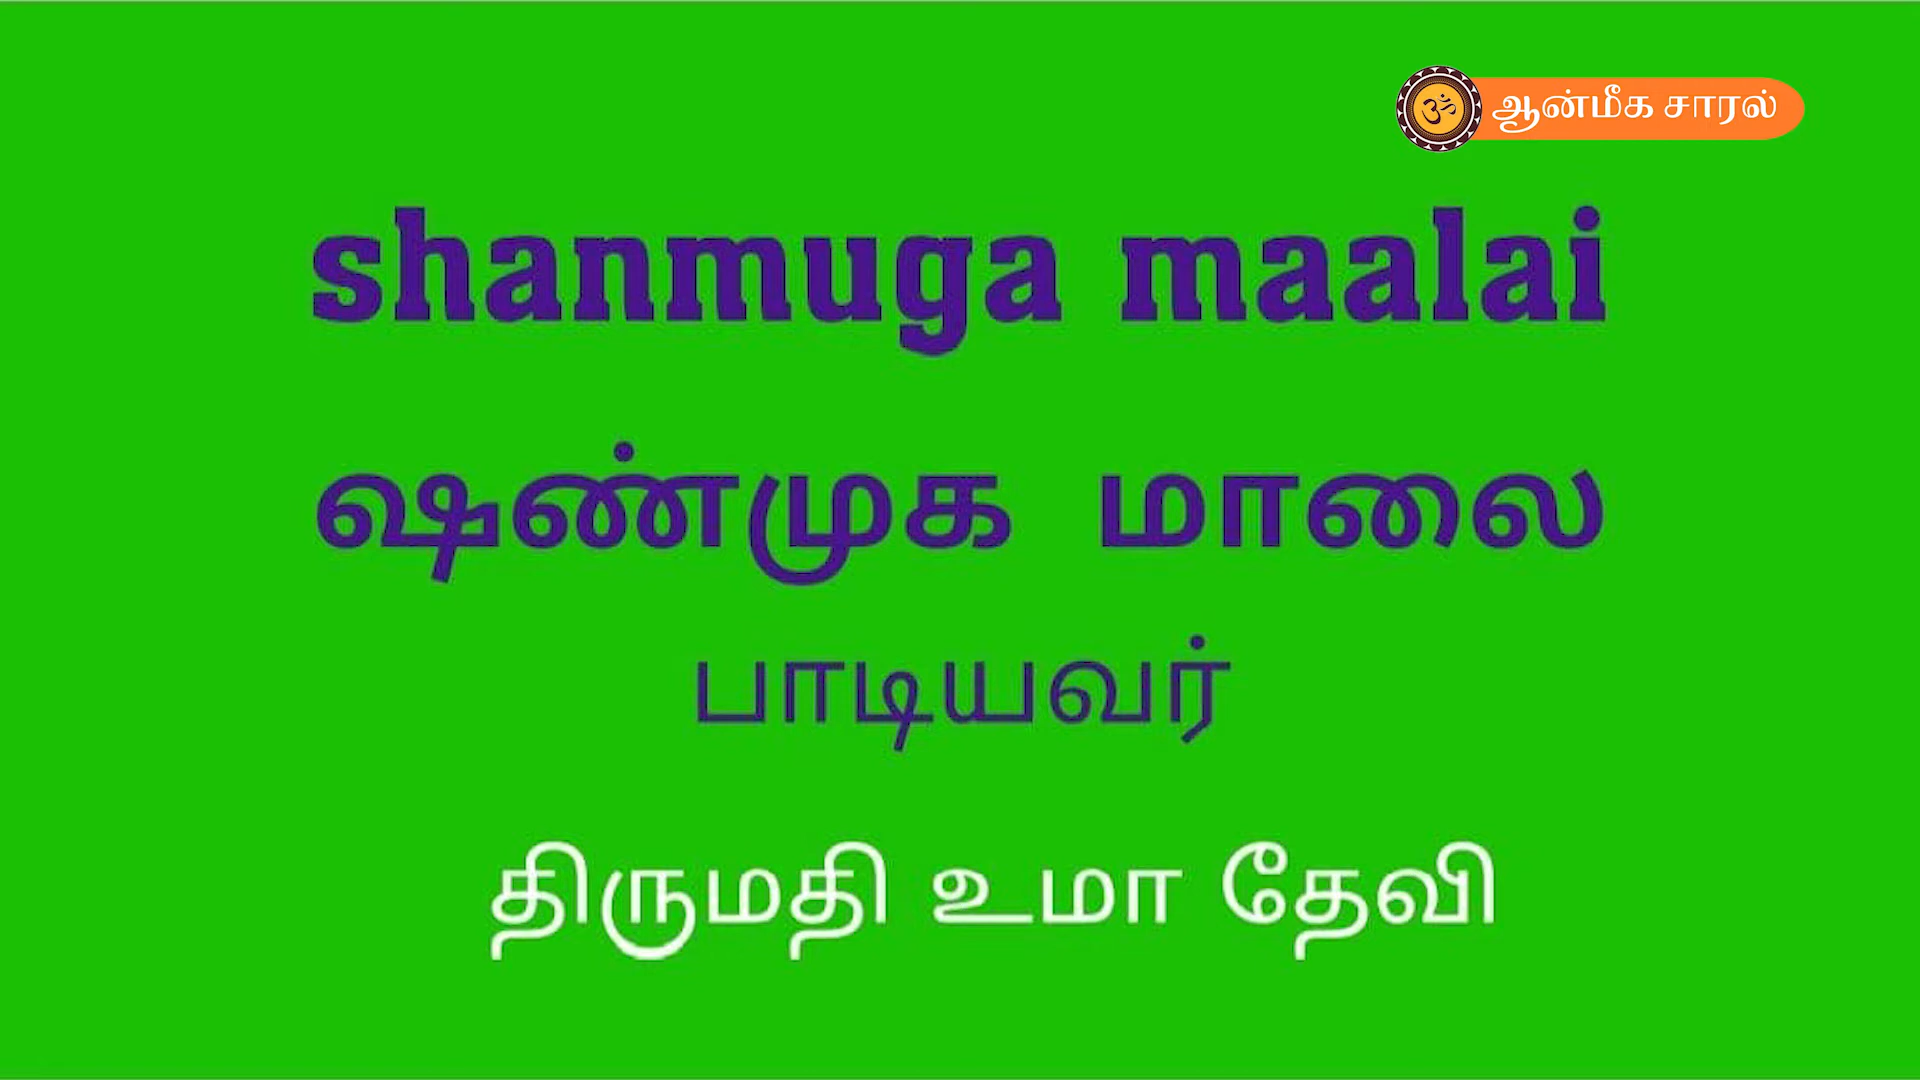 ஆன்மீக சாரல்
shanmuga maalai
ஷண்முக மாலை
பாடியவர்
திருமதி உமா தேவி